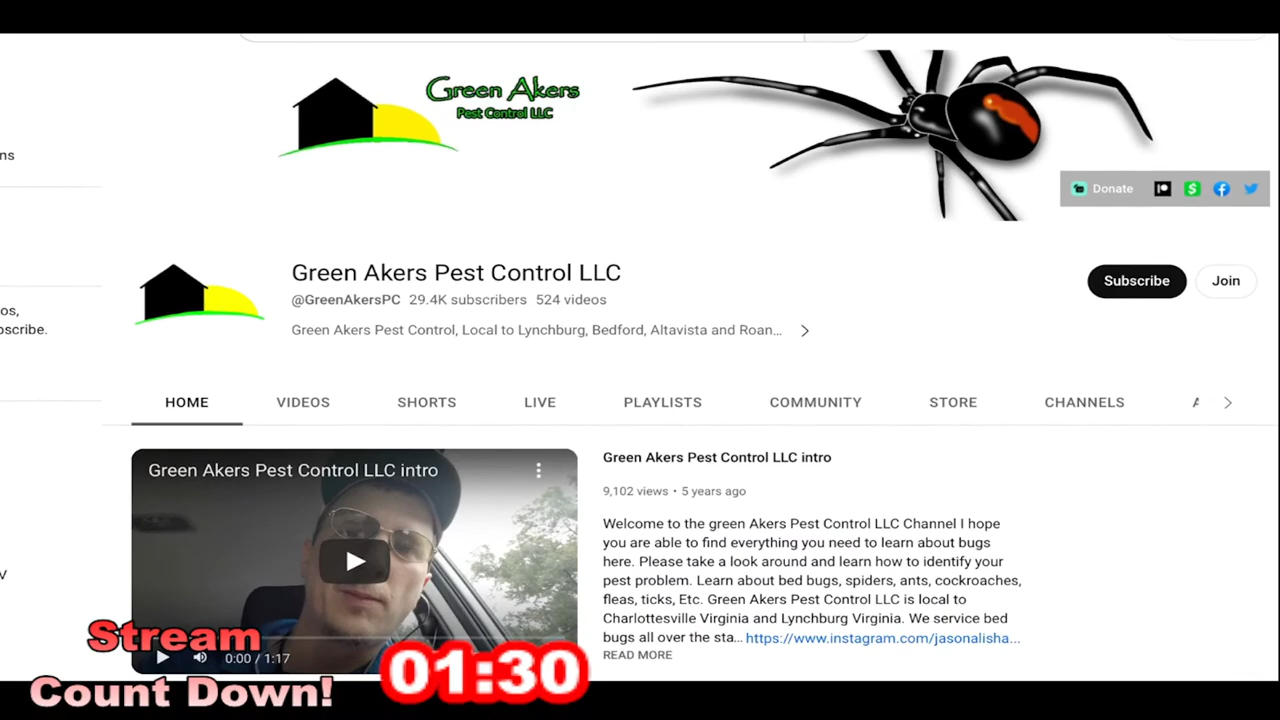 Green Akers
Pest Control LLC
ns
Donate
Green Akers Pest Control LLC
Subscribe
Join
@GreenAkersPC 29.4K subscribers 524 videos
os,
bscribe.
Green Akers Pest Control, Local to Lynchburg, Bedford, Altavista and Roan...
HOME VIDEOS SHORTS LIVE PLAYLISTS COMMUNITY STORE CHANNELS A
Green Akers Pest Control LLC intro
Green Akers Pest Control LLC intro
9,102 views • 5 years ago
Welcome to the green Akers Pest Control LLC Channel I hope
you are able to find everything you need to learn about bugs
here. Please take a look around and learn how to identify your
pest problem. Learn about bed bugs, spiders, ants, cockroaches,
fleas, ticks, Etc. Green Akers Pest Control LLC is local to
Charlottesville Virginia and Lynchburg Virginia. We service bed
bugs all over the sta... https://www.instagram.com/jasonalisha...
READ MORE
V
0:00 / 1:17
Stream
Count Down!
01:30